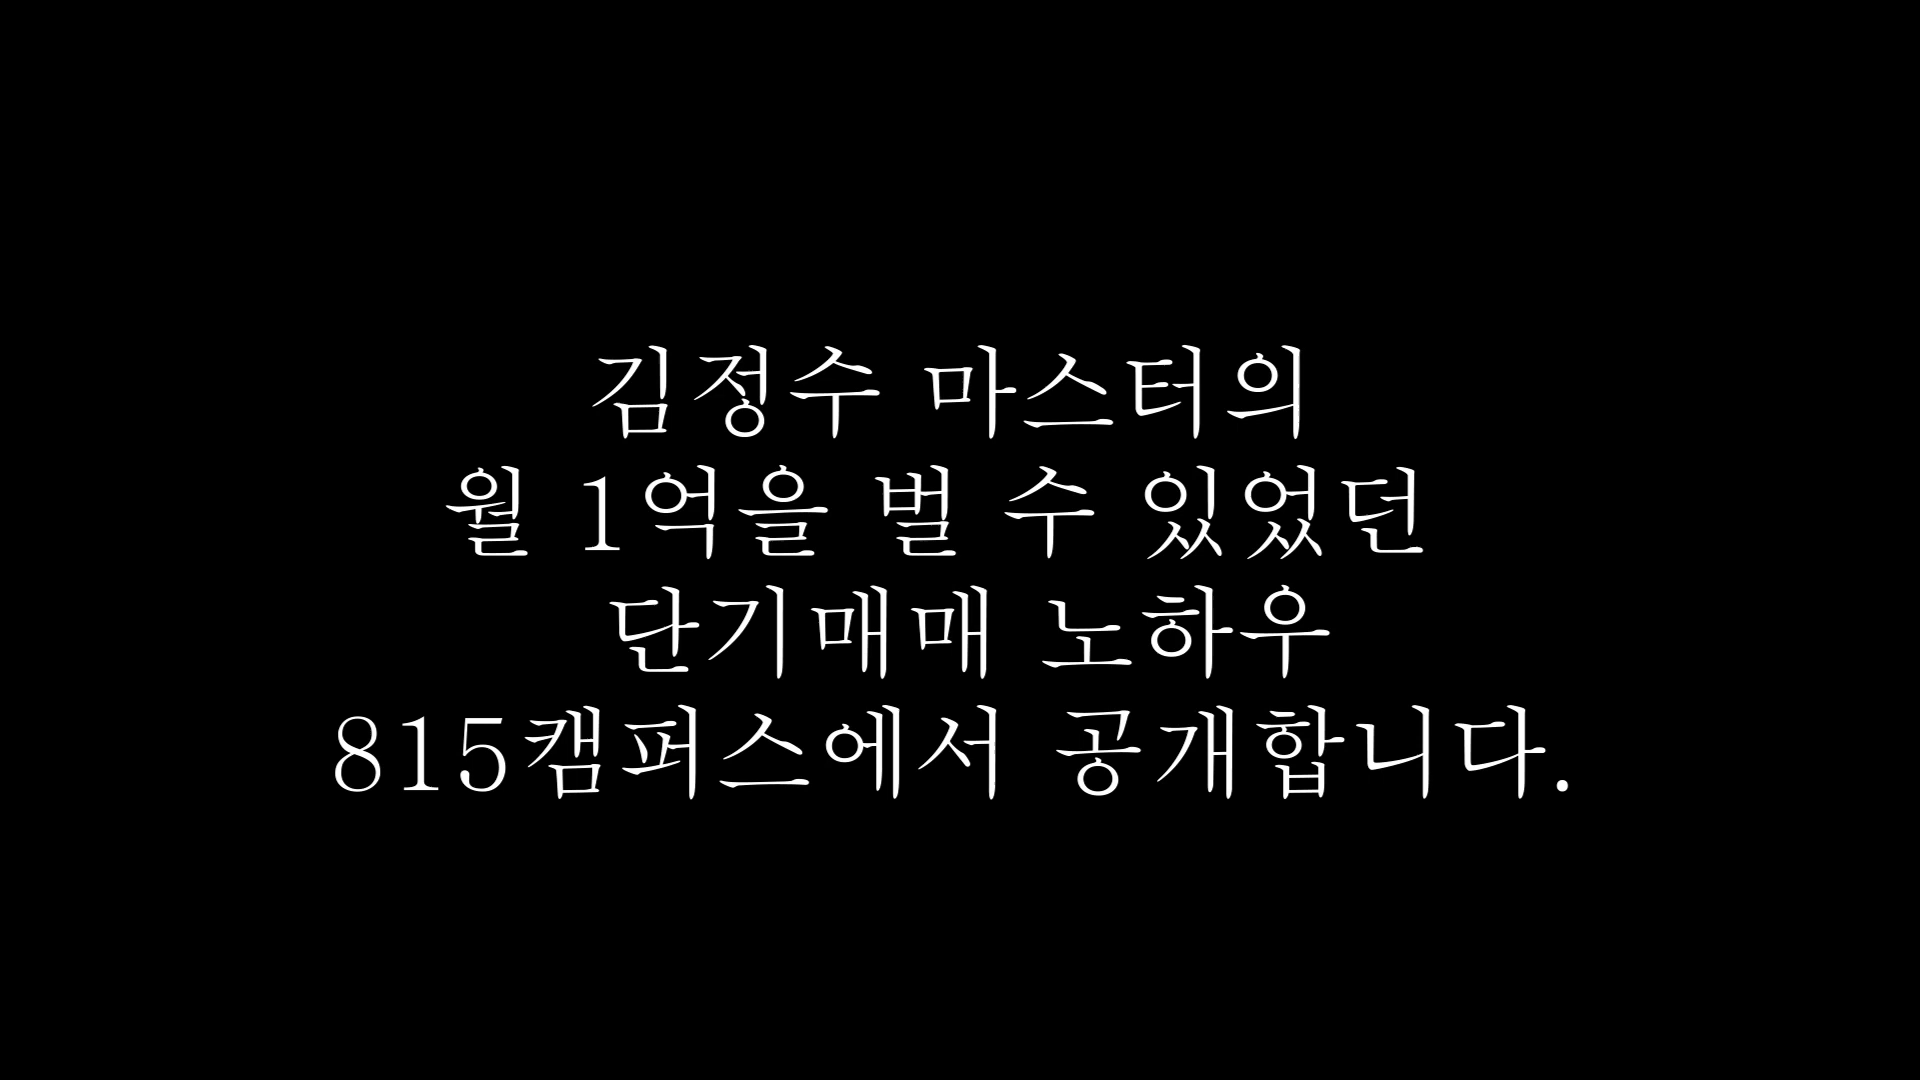 김정수 마스터의
월 1억을 벌 수 있었던
단기매매 노하우
815캠퍼스에서 공개합니다.